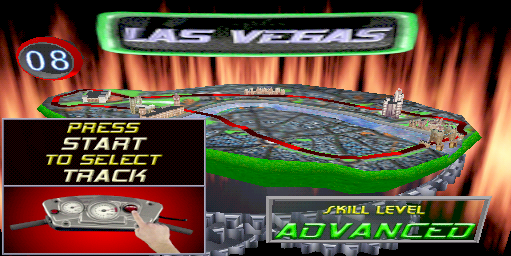 LAS VEGAS
08
PRESS
START
TO SELECT
TRACK
SKILL LEVEL
ADVANCED